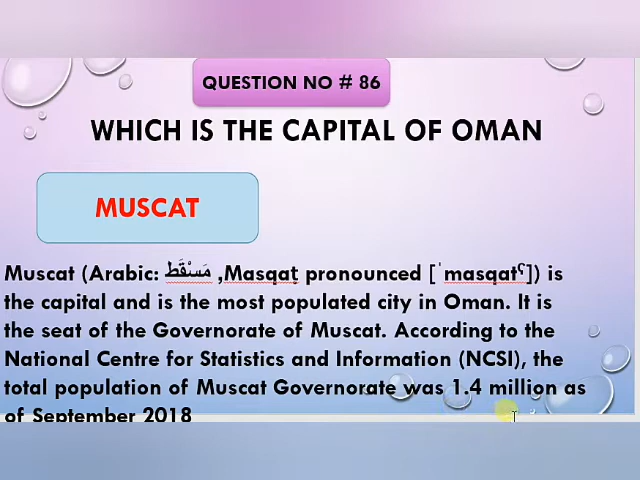 QUESTION NO # 86
WHICH IS THE CAPITAL OF OMAN
MUSCAT
Muscat (Arabic: مَسْقَط ,Masqaṭ pronounced [ˈmasqatˤ]) is
the capital and is the most populated city in Oman. It is
the seat of the Governorate of Muscat. According to the
National Centre for Statistics and Information (NCSI), the
total population of Muscat Governorate was 1.4 million as
of September 2018